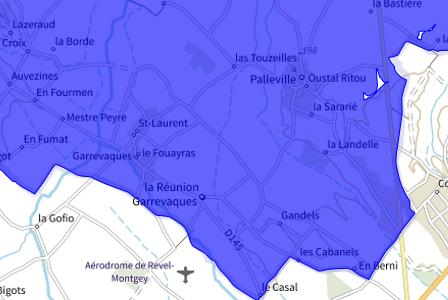 la Bastière
Lazeraud
Croix
la Borde
198
las Touzeilles
Palleville
Oustal Ritou
Auvezines
En Fourmen
la Sararié
Mestre Peyre
St-Laurent
En Fumat
la Landelle
Garrevaques
le Fouayras
la Réunion
Garrevaques
Gandels
la Gofio
D145
les Cabanels
En Berni
Aérodrome de Revel-
Montgey
le Casal
Bigots